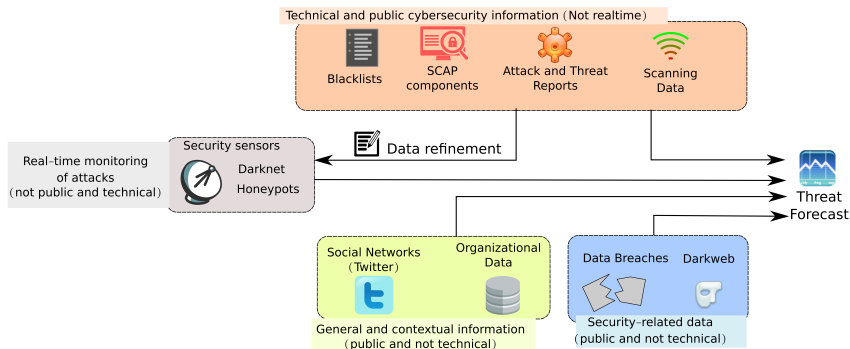 Technical and public cybersecurity information (Not realtime)
Blacklists
SCAP
components
Attack and Threat
Reports
Scanning
Data
Real-time monitoring
of attacks
(not public and technical)
Security sensors
Darknet
Honeypots
Data refinement
Threat
Forecast
Social Networks
(Twitter)
Organizational
Data
General and contextual information
(public and not technical)
Data Breaches
Darkweb
Security-related data
(public and not technical)